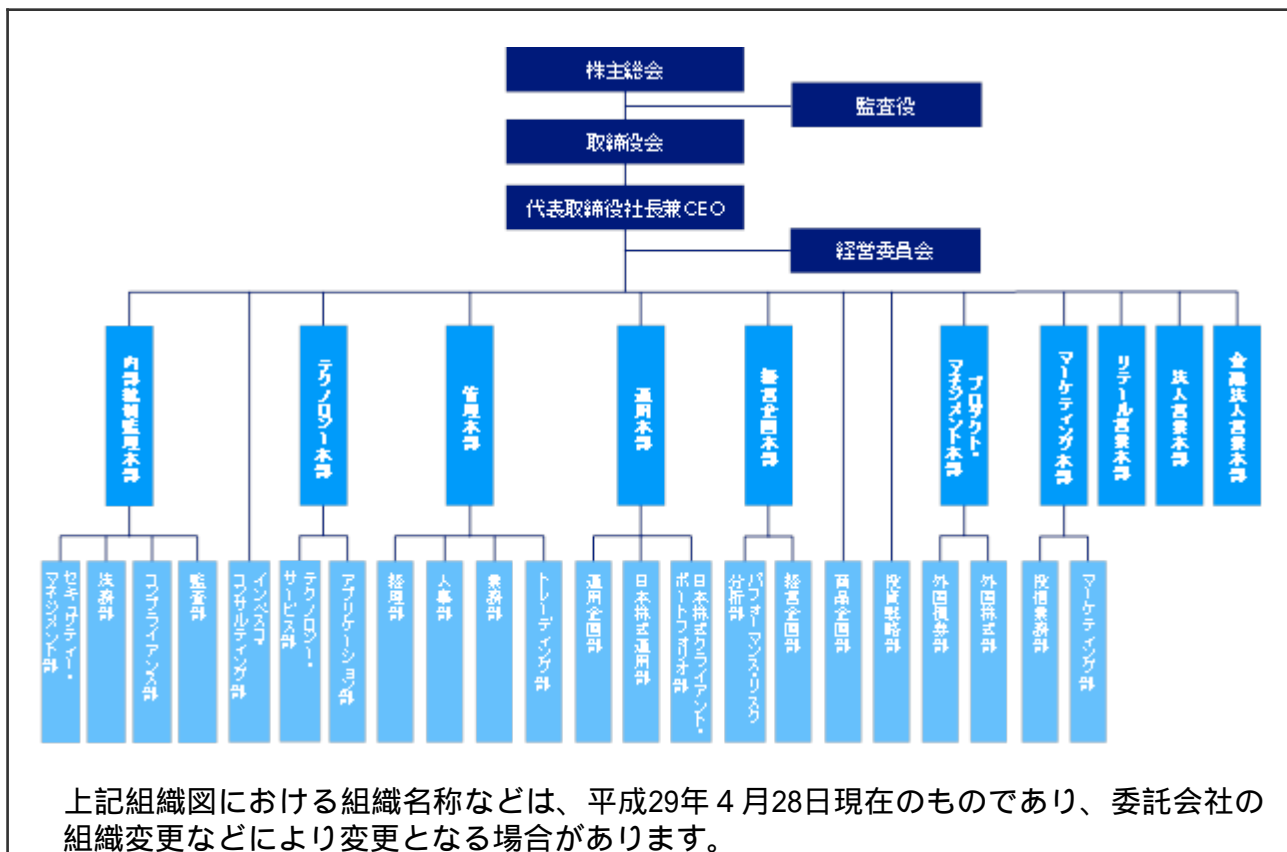 株主総会
監査役
取締役会
代表取締役社長兼CEO
経営委員会
内部統制監理本部
テクノロジー本部
管理本部
運用本部
経営企画本部
プロダクト・
マネジメント本部
マーケティング本部
リテール営業本部
法人営業本部
金融法人営業本部
セキュリティー・
マネジメント部
法務部
コンプライアンス部
監査部
インベスコ・
コンサルティング部
テクノロジー・
サービス部
アプリケーション部
経理部
人事部
業務部
トレーディング部
運用企画部
日本株式運用部
日本株式クライアント・
ポートフォリオ部
パフォーマンス・リスク
分析部
経営企画部
商品企画部
投資戦略部
外国債券部
外国株式部
投信業務部
マーケティング部
上記組織図における組織名称などは、平成29年4月28日現在のものであり、委託会社の
組織変更などにより変更となる場合があります。